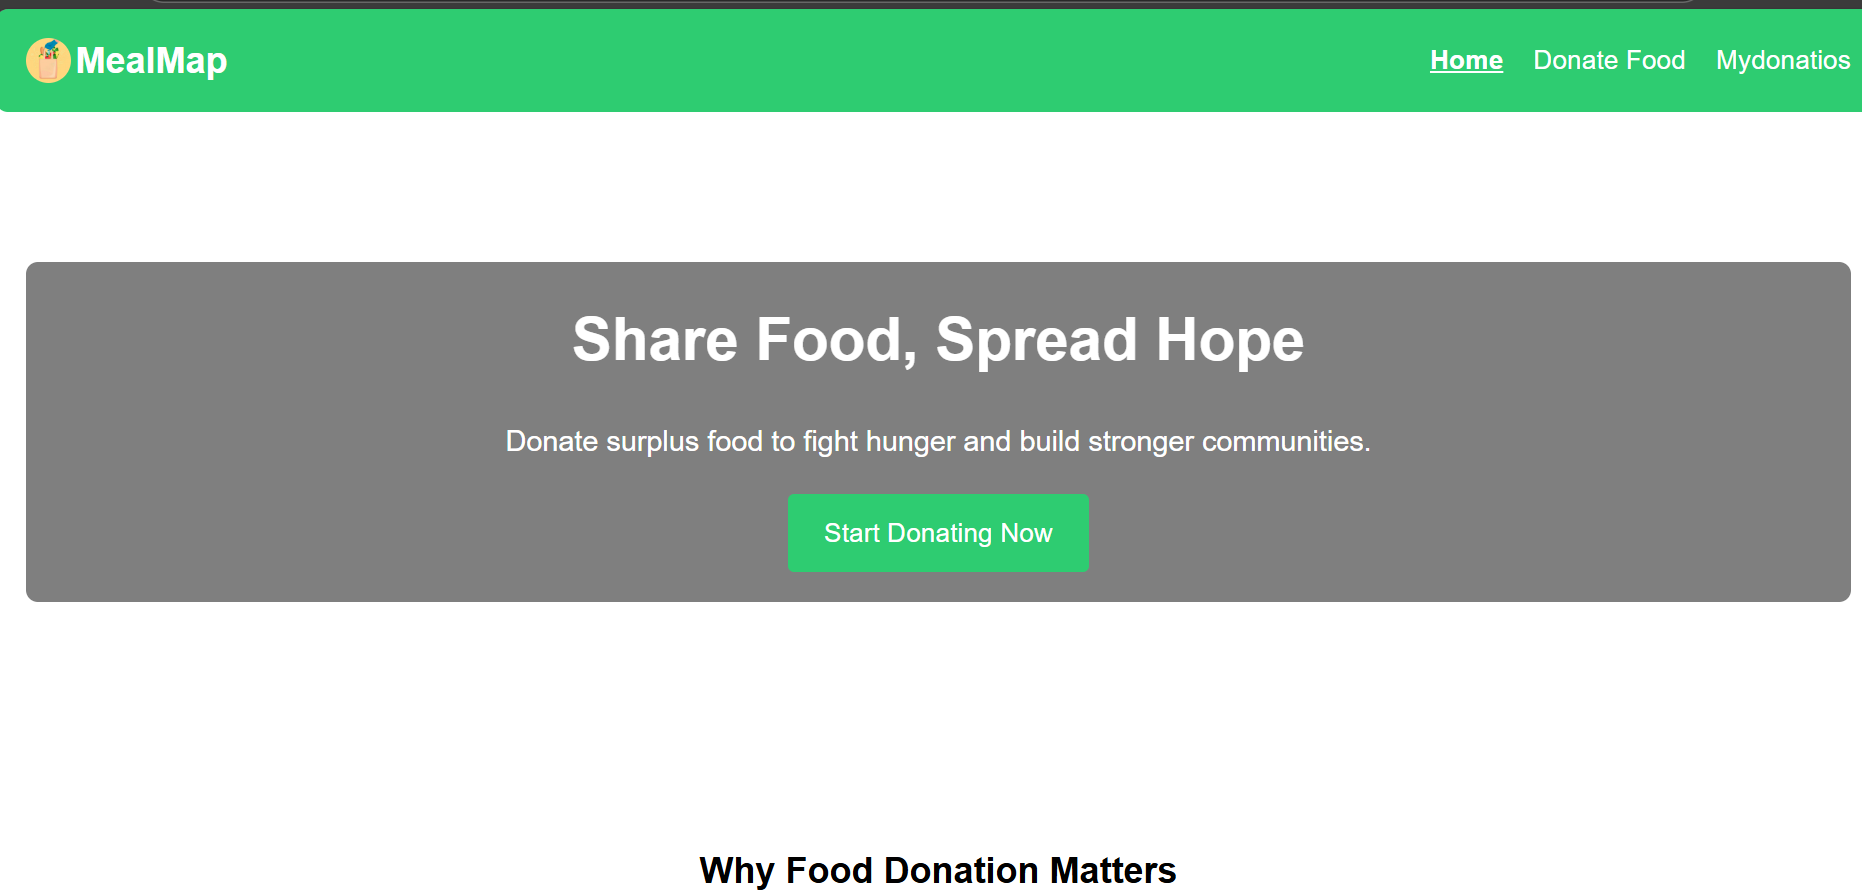 MealMap
Home Donate Food Mydonatios
Share Food, Spread Hope
Donate surplus food to fight hunger and build stronger communities.
Start Donating Now
Why Food Donation Matters